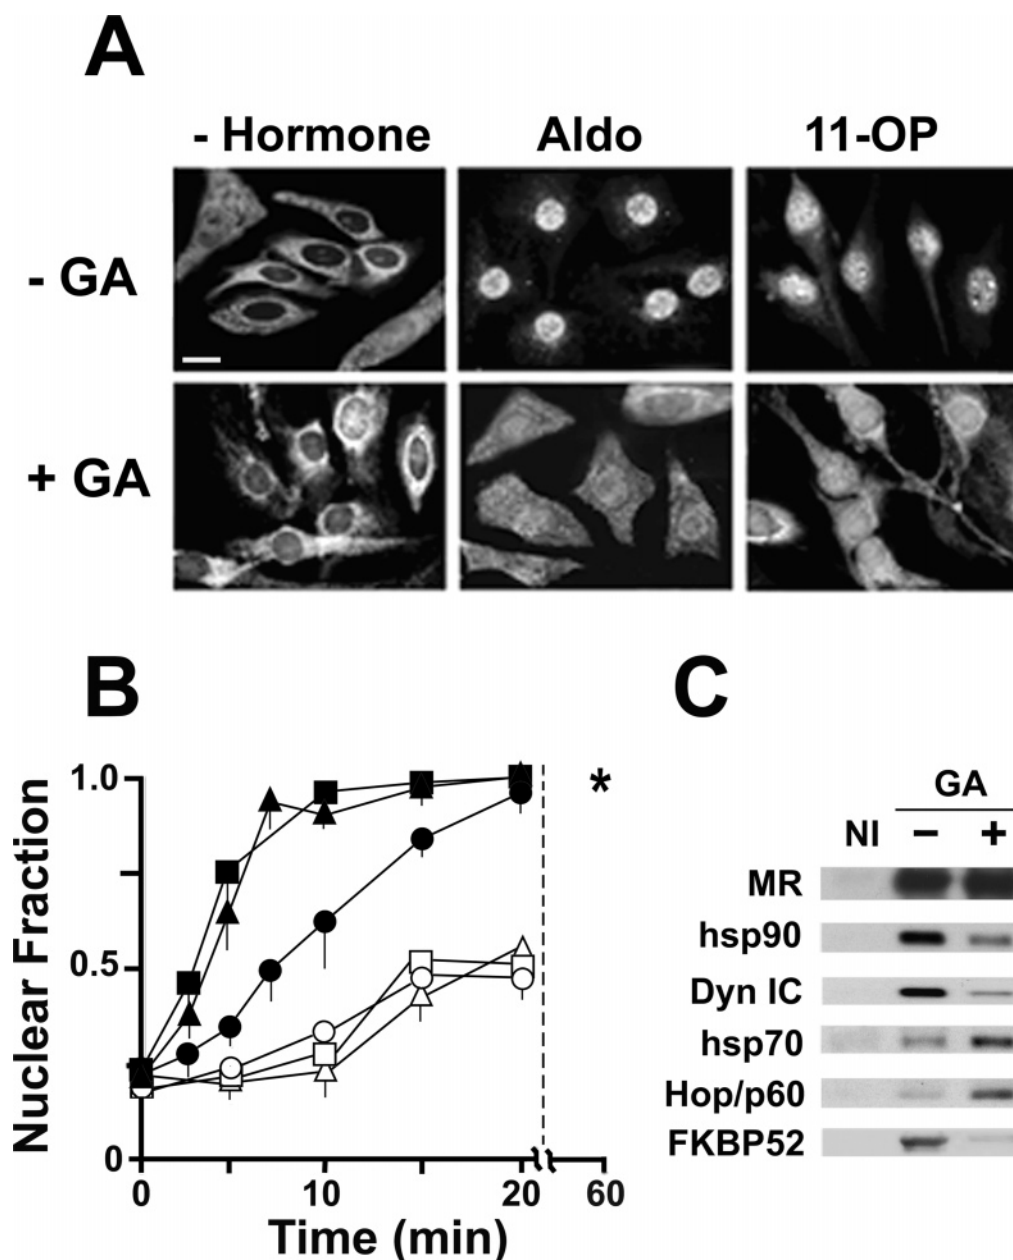 A
- Hormone Aldo 11-OP
- GA
+ GA
B
C
Nuclear Fraction
1.0
0.5
0
*
0 10 20 60
Time (min)
GA
NI − +
MR
hsp90
Dyn IC
hsp70
Hop/p60
FKBP52